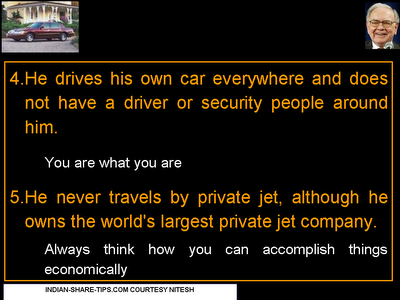 4.He drives his own car everywhere and does
not have a driver or security people around
him.
You are what you are
5.He never travels by private jet, although he
owns the world's largest private jet company.
Always think how you can accomplish things
economically
INDIAN-SHARE-TIPS.COM COURTESY NITESH